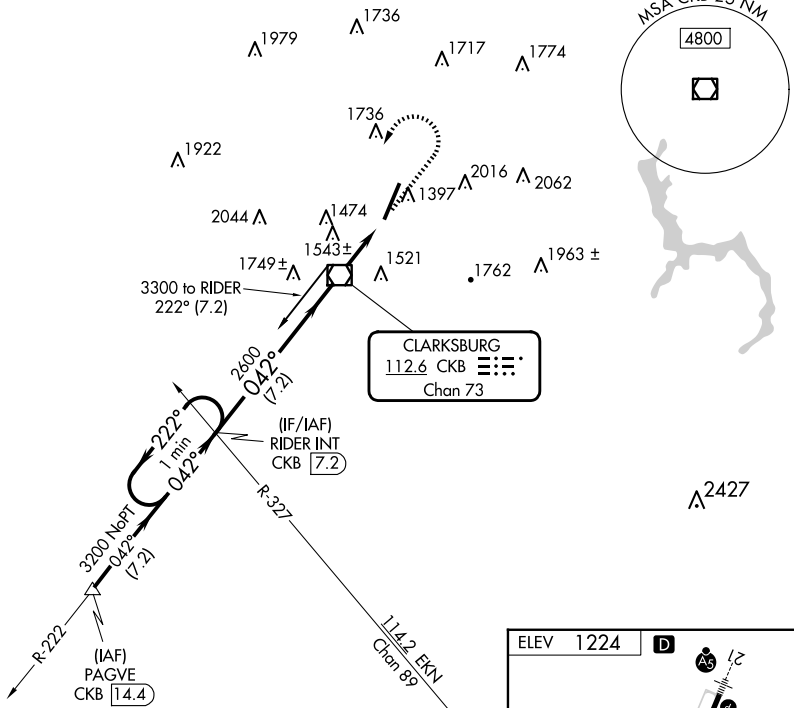 MSA CKB 25 NM
4800
1979
1736
1717
1774
1736
1922
2016
2062
1397
2044
1474
1543±
1749±
1521
1762
1963 ±
3300 to RIDER
222° (7.2)
CLARKSBURG
112.6 CKB
Chan 73
2600
042°
(7.2)
222°
1 min
042°
(IF/IAF)
RIDER INT
CKB 7.2
R-327
2427
3200 NoPT
042°
(7.2)
R-222
(IAF)
PAGVE
CKB 14.4
114.2 EKN
Chan 89
ELEV 1224 D
A5
21